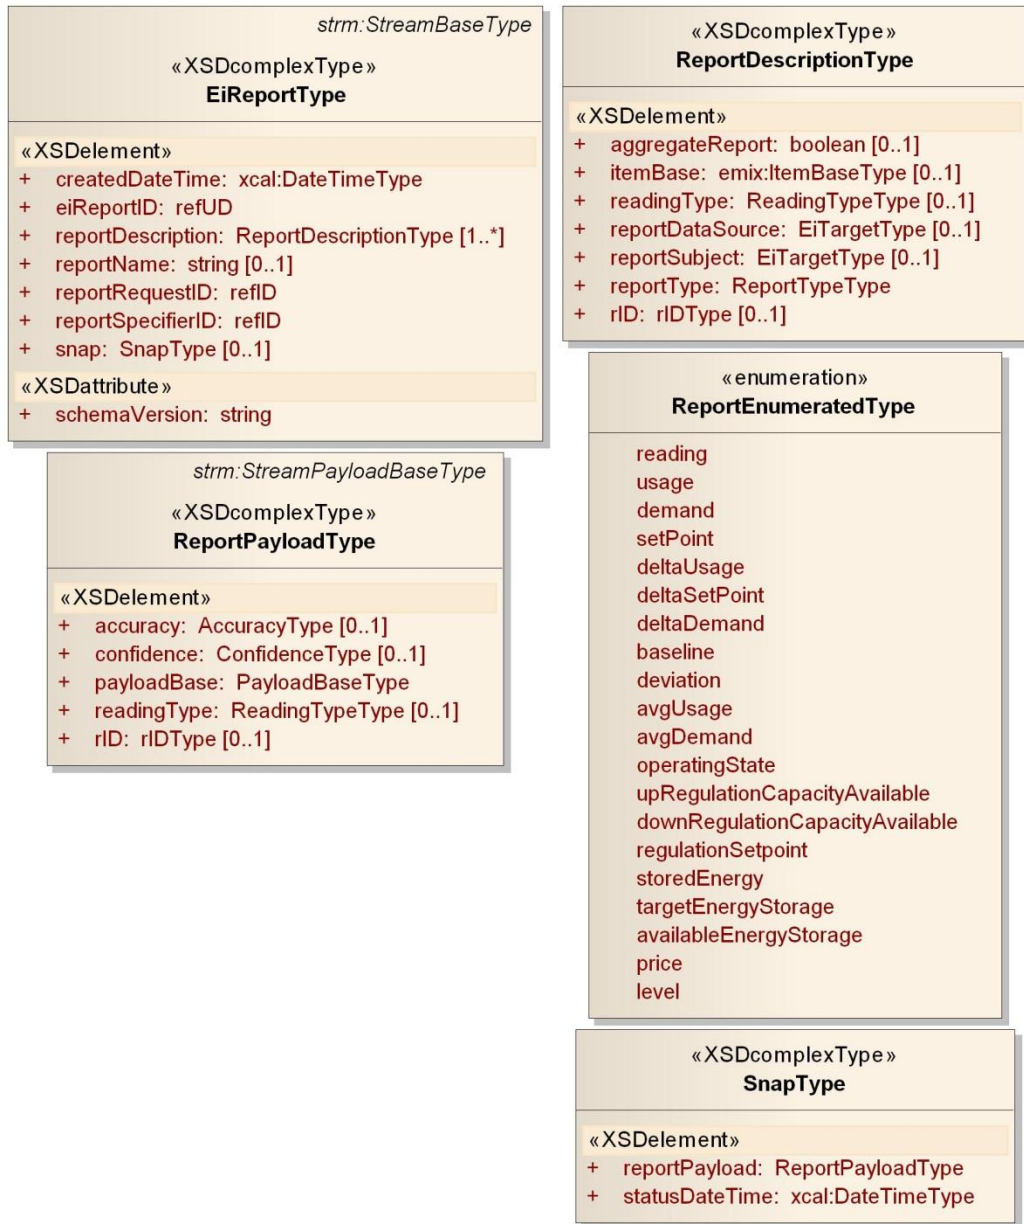 strm:StreamBaseType
«XSDcomplexType»
EiReportType
«XSDelement»
+ createdDateTime: xcal:DateTimeType
+ eiReportID: refUD
+ reportDescription: ReportDescriptionType [1..*]
+ reportName: string [0..1]
+ reportRequestID: refID
+ reportSpecifierID: refID
+ snap: SnapType [0..1]
«XSDattribute»
+ schemaVersion: string
strm:StreamPayloadBaseType
«XSDcomplexType»
ReportPayloadType
«XSDelement»
+ accuracy: AccuracyType [0..1]
+ confidence: ConfidenceType [0..1]
+ payloadBase: PayloadBaseType
+ readingType: ReadingTypeType [0..1]
+ rID: rIDType [0..1]
«XSDcomplexType»
ReportDescriptionType
«XSDelement»
+ aggregateReport: boolean [0..1]
+ itemBase: emix:ItemBaseType [0..1]
+ readingType: ReadingTypeType [0..1]
+ reportDataSource: EiTargetType [0..1]
+ reportSubject: EiTargetType [0..1]
+ reportType: ReportTypeType
+ rID: rIDType [0..1]
«enumeration»
ReportEnumeratedType
reading
usage
demand
setPoint
deltaUsage
deltaSetPoint
deltaDemand
baseline
deviation
avgUsage
avgDemand
operatingState
upRegulationCapacityAvailable
downRegulationCapacityAvailable
regulationSetpoint
storedEnergy
targetEnergyStorage
availableEnergyStorage
price
level
«XSDcomplexType»
SnapType
«XSDelement»
+ reportPayload: ReportPayloadType
+ statusDateTime: xcal:DateTimeType